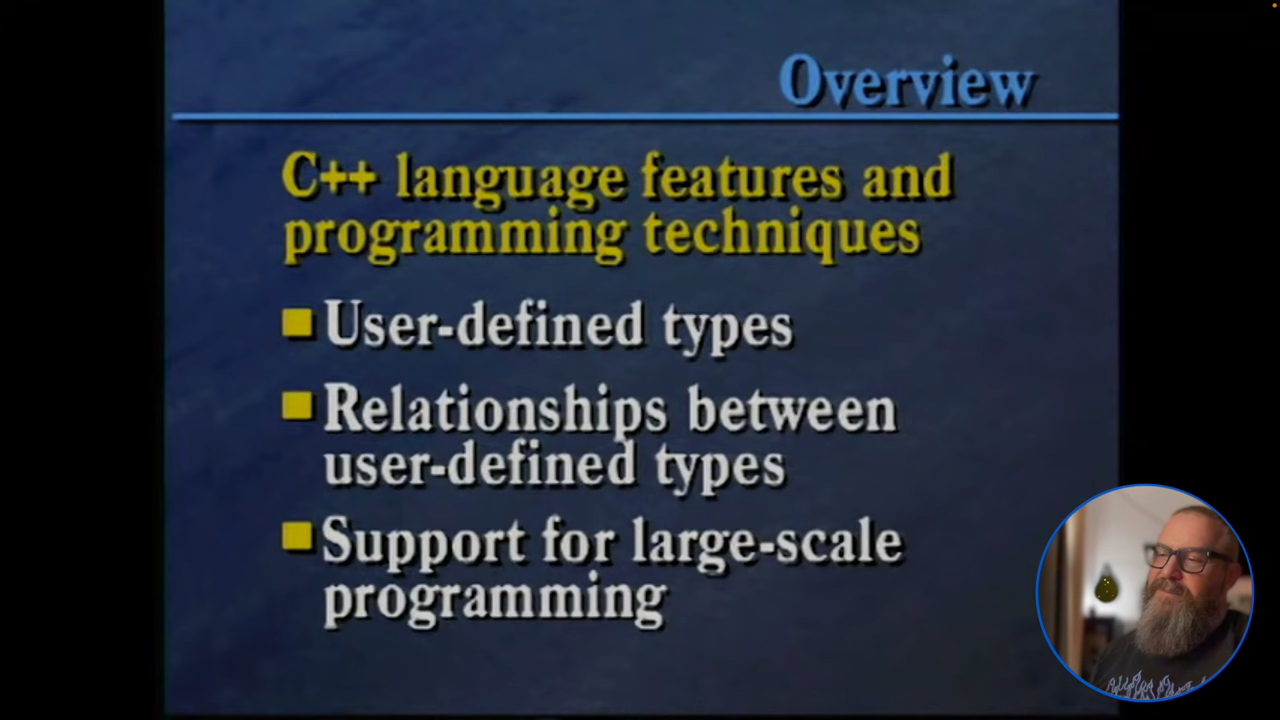 Overview
C++ language features and
programming techniques
User-defined types
Relationships between
user-defined types
Support for large-scale
programming